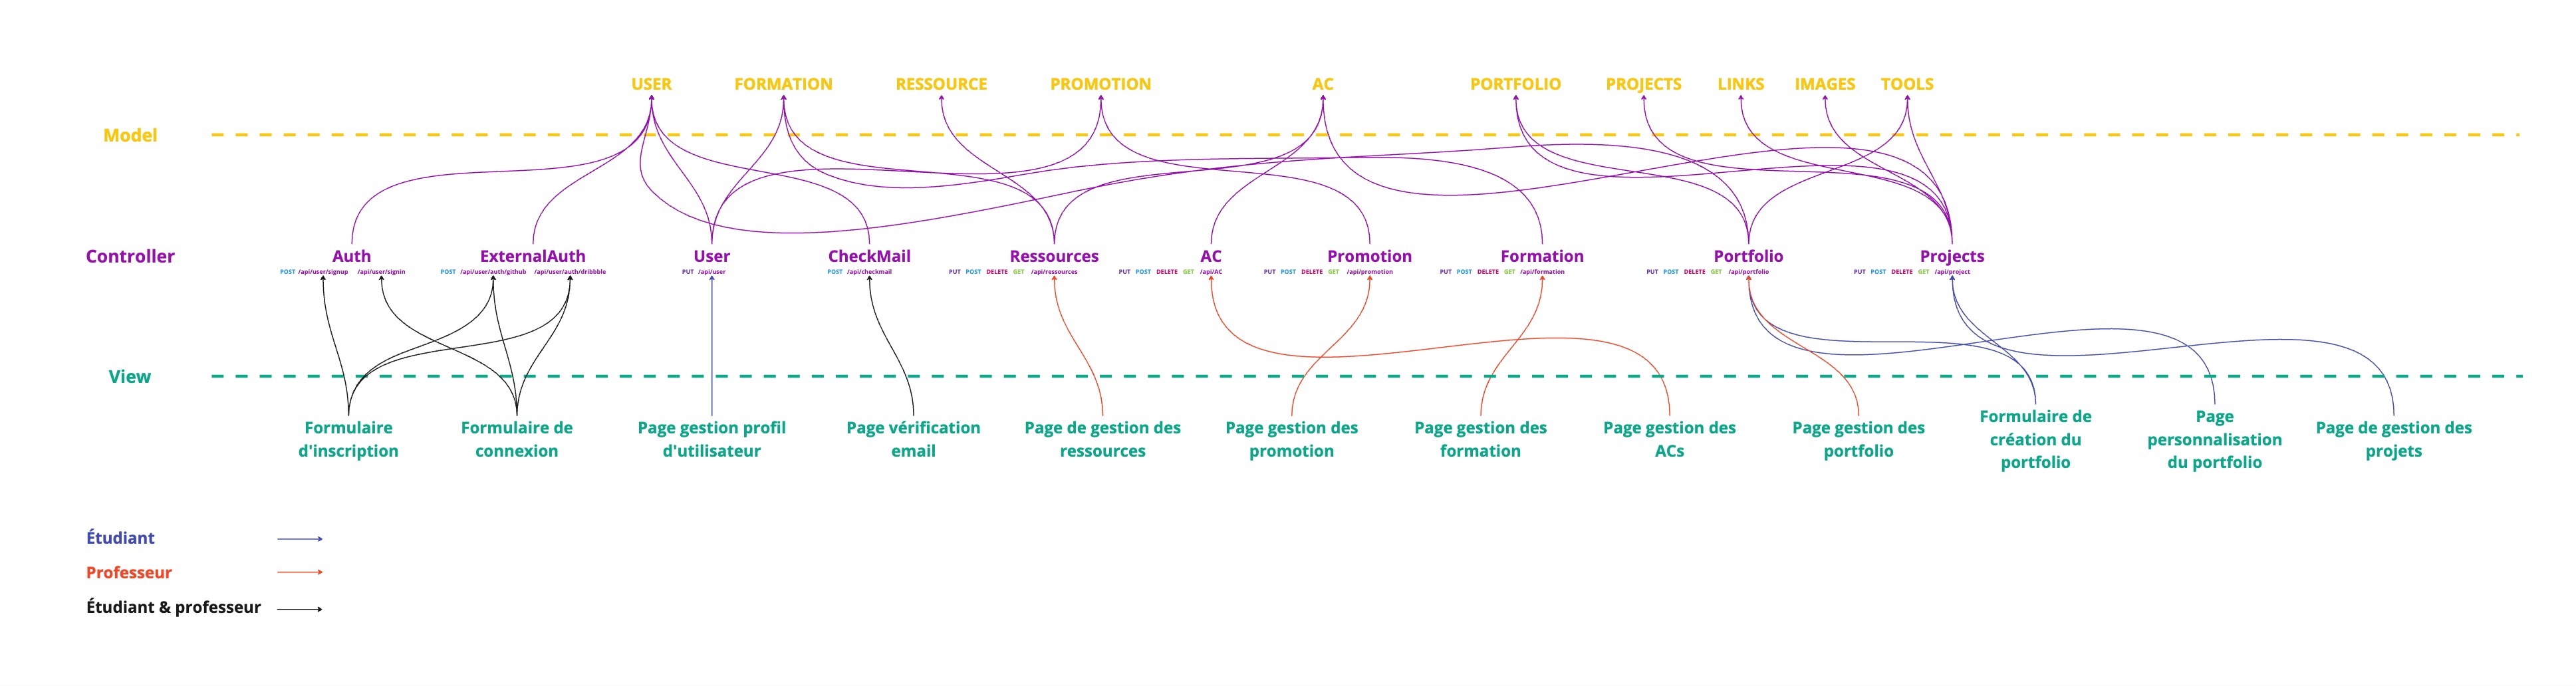 USER FORMATION RESSOURCE PROMOTION AC PORTFOLIO PROJECTS LINKS IMAGES TOOLS
Model
Controller
Auth ExternalAuth User CheckMail Ressources AC Promotion Formation Portfolio Projects
POST /api/user/signup /api/user/signin POST /api/user/auth/github /api/user/auth/dribbble PUT /api/user POST /api/checkmail PUT POST DELETE GET /api/ressources PUT POST DELETE GET /api/AC PUT POST DELETE GET /api/promotion PUT POST DELETE GET /api/formation PUT POST DELETE GET /api/portfolio PUT POST DELETE GET /api/project
View
Formulaire
d'inscription
Formulaire de
connexion
Page gestion profil
d'utilisateur
Page vérification
email
Page de gestion des
ressources
Page gestion des
promotion
Page gestion des
formation
Page gestion des
ACs
Page gestion des
portfolio
Formulaire de
création du
portfolio
Page
personnalisation
du portfolio
Page de gestion des
projets
Étudiant
Professeur
Étudiant & professeur